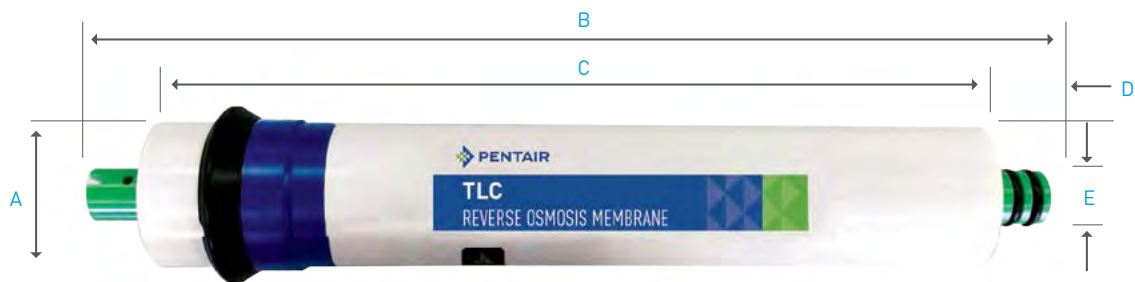 B
C
D
A
E
PENTAIR
TLC
REVERSE OSMOSIS MEMBRANE